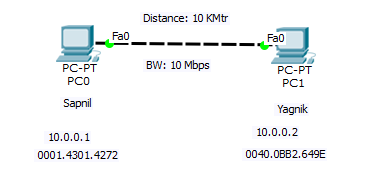 Distance: 10 KMtr
Fa0
Fa0
BW: 10 Mbps
PC-PT
PC0
PC-PT
PC1
Sapnil
Yagnik
10.0.0.1
10.0.0.2
0001.4301.4272
0040.0BB2.649E